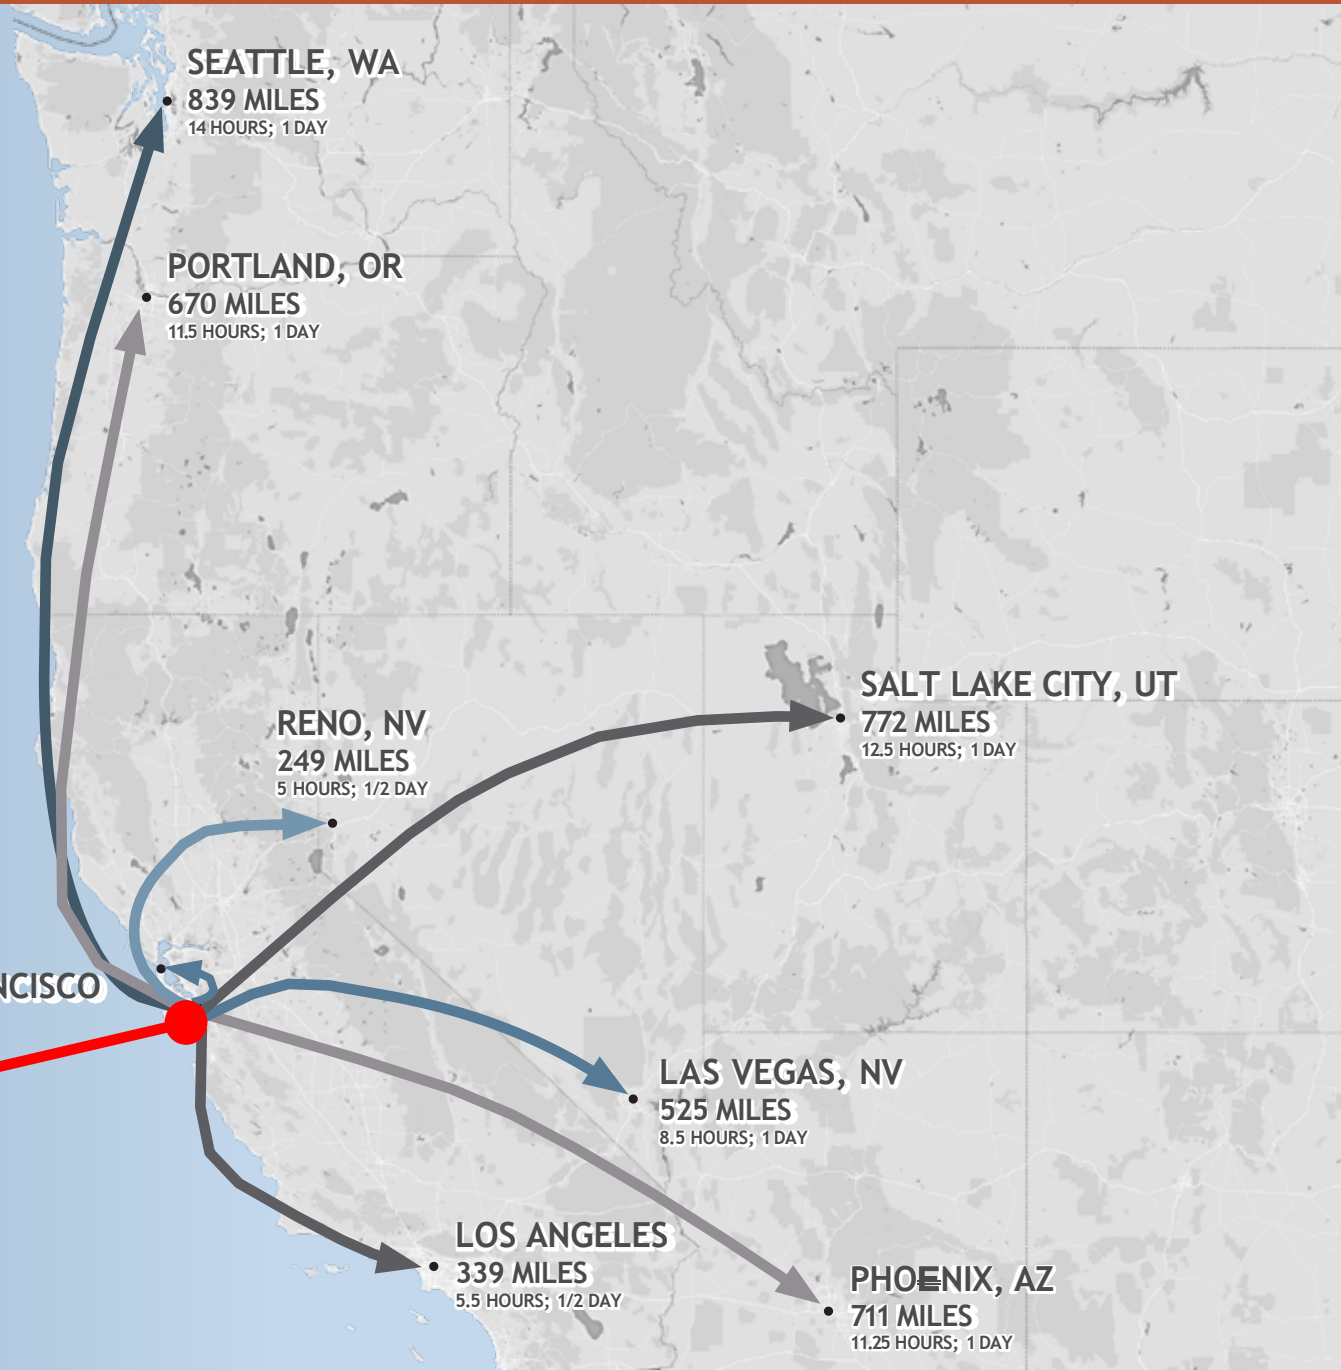 SEATTLE, WA
839 MILES
14 HOURS; 1 DAY
PORTLAND, OR
670 MILES
11.5 HOURS; 1 DAY
SALT LAKE CITY, UT
772 MILES
12.5 HOURS; 1 DAY
RENO, NV
249 MILES
5 HOURS; 1/2 DAY
NCISCO
LAS VEGAS, NV
525 MILES
8.5 HOURS; 1 DAY
LOS ANGELES
339 MILES
5.5 HOURS; 1/2 DAY
PHOENIX, AZ
711 MILES
11.25 HOURS; 1 DAY